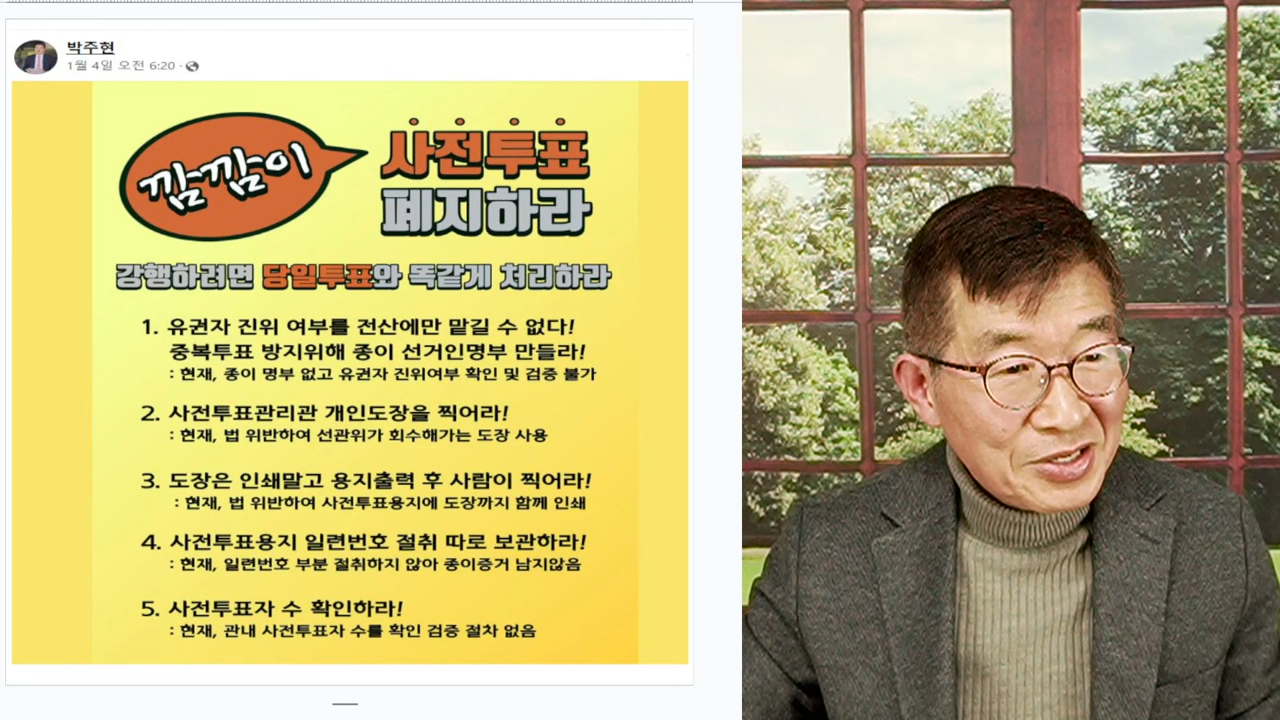 박주현
1월 4일 오전 6:20 ·
깜깜이
사전투표
폐지하라
강행하려면 당일투표와 똑같게 처리하라
1. 유권자 진위 여부를 전산에만 맡길 수 없다!
중복투표 방지위해 종이 선거인명부 만들라!
: 현재, 종이 명부 없고 유권자 진위여부 확인 및 검증 불가
2. 사전투표관리관 개인도장을 찍어라!
: 현재, 법 위반하여 선관위가 회수해가는 도장 사용
3. 도장은 인쇄말고 용지출력 후 사람이 찍어라!
: 현재, 법 위반하여 사전투표용지에 도장까지 함께 인쇄
4. 사전투표용지 일련번호 절취 따로 보관하라!
: 현재, 일련번호 부분 절취하지 않아 종이증거 남지않음
5. 사전투표자 수 확인하라!
: 현재, 관내 사전투표자 수를 확인 검증 절차 없음